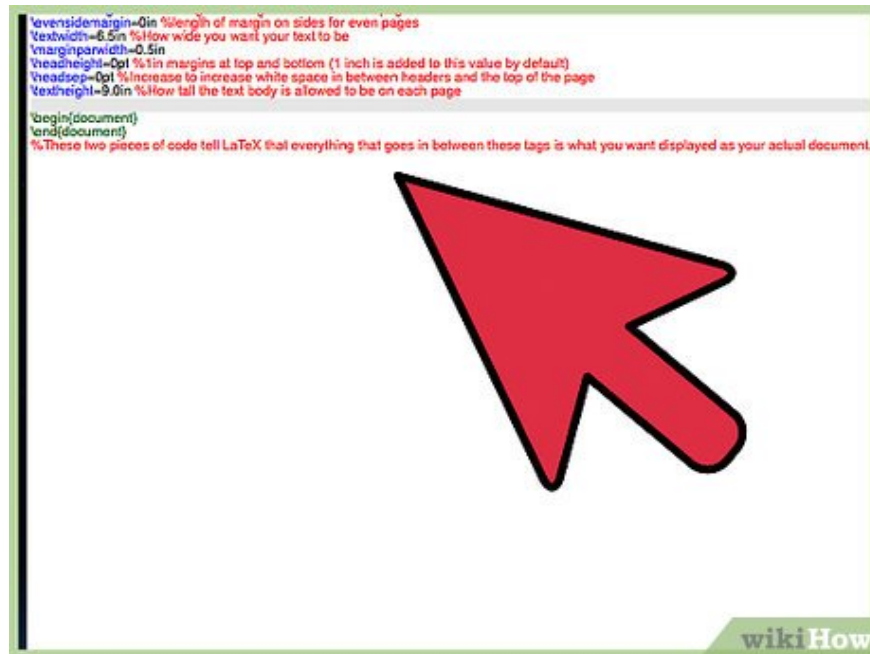 \evensidemargin=0in %length of margin on sides for even pages
\textwidth=6.5in %How wide you want your text to be
\marginparwidth=0.5in
\headheight=0pt %1in margins at top and bottom (1 inch is added to this value by default)
\headsep=0pt %Increase to increase white space in between headers and the top of the page
\textheight=9.0in %How tall the text body is allowed to be on each page
\begin{document}
\end{document}
%These two pieces of code tell LaTeX that everything that goes in between these tags is what you want displayed as your actual document.
wikiHow